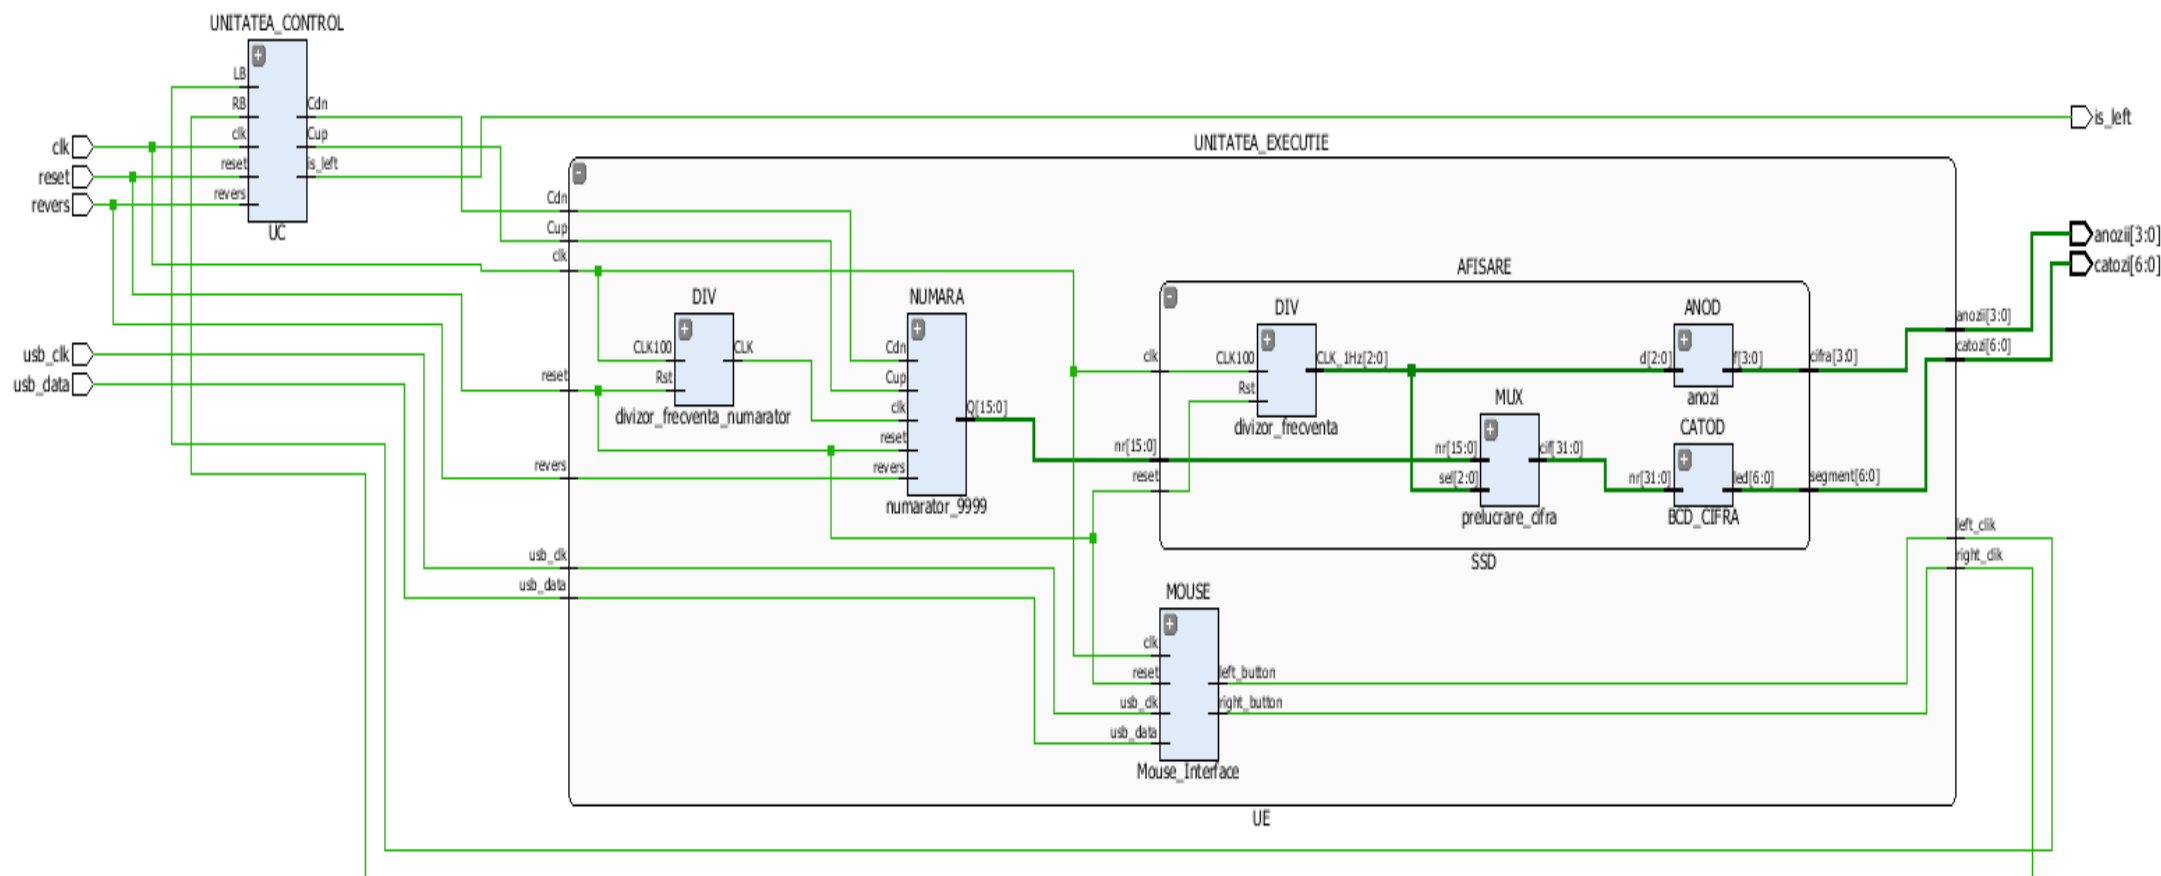 UNITATEA_CONTROL
LB
RB
clk
reset
revers
Cdn
Cup
is_left
UC
clk
reset
revers
usb_clk
usb_data
is_left
anozii[3:0]
catozi[6:0]
UNITATEA_EXECUTIE
Cdn
Cup
clk
reset
revers
usb_clk
usb_data
DIV
CLK100
Rst
CLK
divizor_frecventa_numarator
NUMARA
Cdn
Cup
clk
reset
revers
Q[15:0]
numarator_9999
AFISARE
clk
nr[15:0]
reset
DIV
CLK100
Rst
CLK_1Hz[2:0]
divizor_frecventa
MUX
nr[15:0]
sel[2:0]
cif[31:0]
prelucrare_cifra
ANOD
d[2:0]
f[3:0]
anozi
CATOD
nr[31:0]
led[6:0]
BCD_CIFRA
cifra[3:0]
segment[6:0]
SSD
anozii[3:0]
catozi[6:0]
left_clik
right_clik
MOUSE
clk
reset
usb_clk
usb_data
left_button
right_button
Mouse_Interface
UE